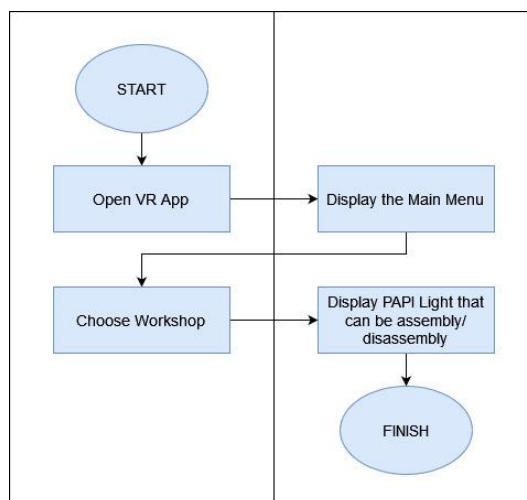 START
Open VR App
Display the Main Menu
Choose Workshop
Display PAPI Light that
can be assembly/
disassembly
FINISH